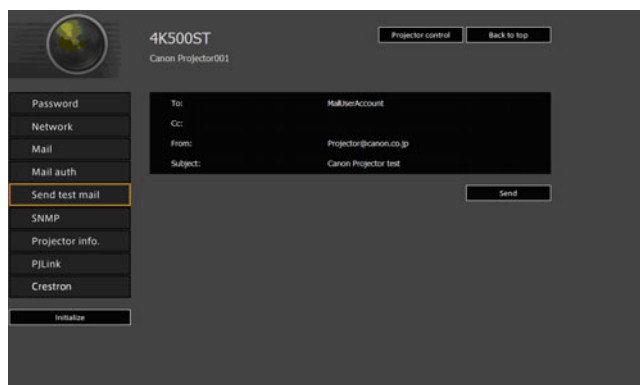 4K500ST
Projector control
Back to top
Canon Projector001
Password
Network
Mail
Mail auth
Send test mail
SNMP
Projector info.
PJLink
Crestron
Initialize
To: MailUserAccount
Cc:
From: Projector@canon.co.jp
Subject: Canon Projector test
Send